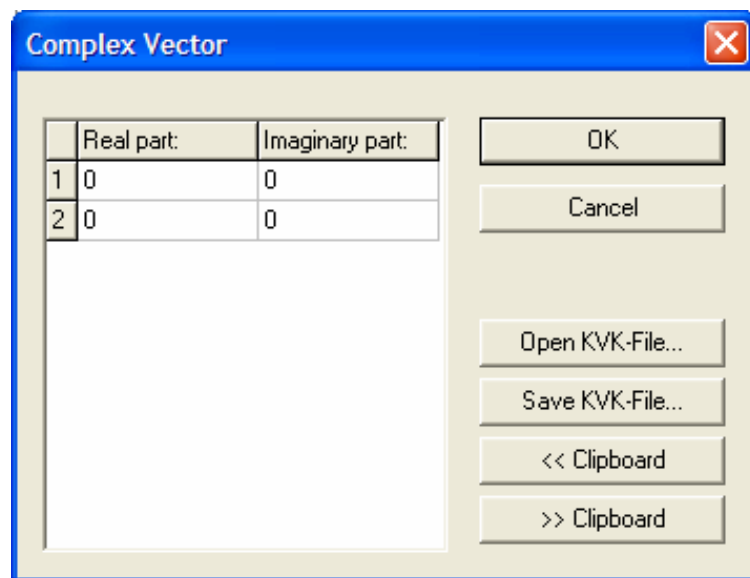 Complex Vector
Real part: Imaginary part:
1 0 0
2 0 0
OK
Cancel
Open KVK-File...
Save KVK-File...
<< Clipboard
>> Clipboard